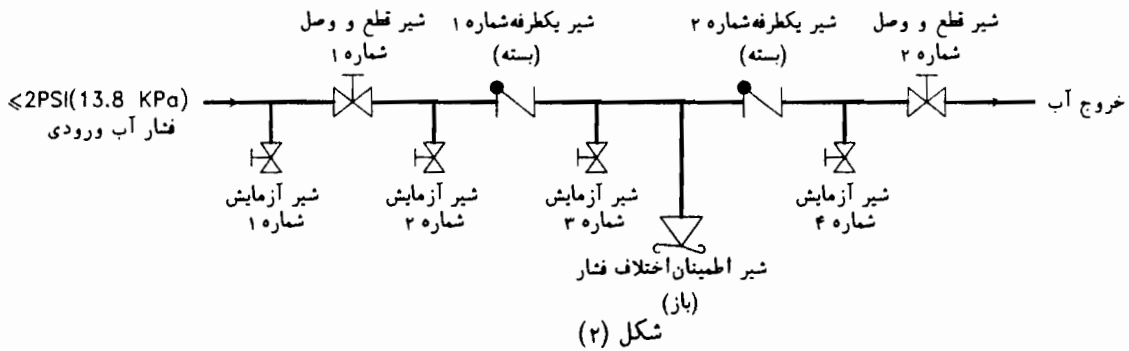 شیر قطع و وصل
شماره ۱
شیر یکطرفه شماره ۱
(بسته)
شیر یکطرفه شماره ۲
(بسته)
شیر قطع و وصل
شماره ۲
≤2PSI(13.8 KPa)
فشار آب ورودی
خروج آب
شیر آزمایش
شماره ۱
شیر آزمایش
شماره ۲
شیر آزمایش
شماره ۳
شیر آزمایش
شماره ۴
شیر اطمینان اختلاف فشار
(باز)
شکل (۲)